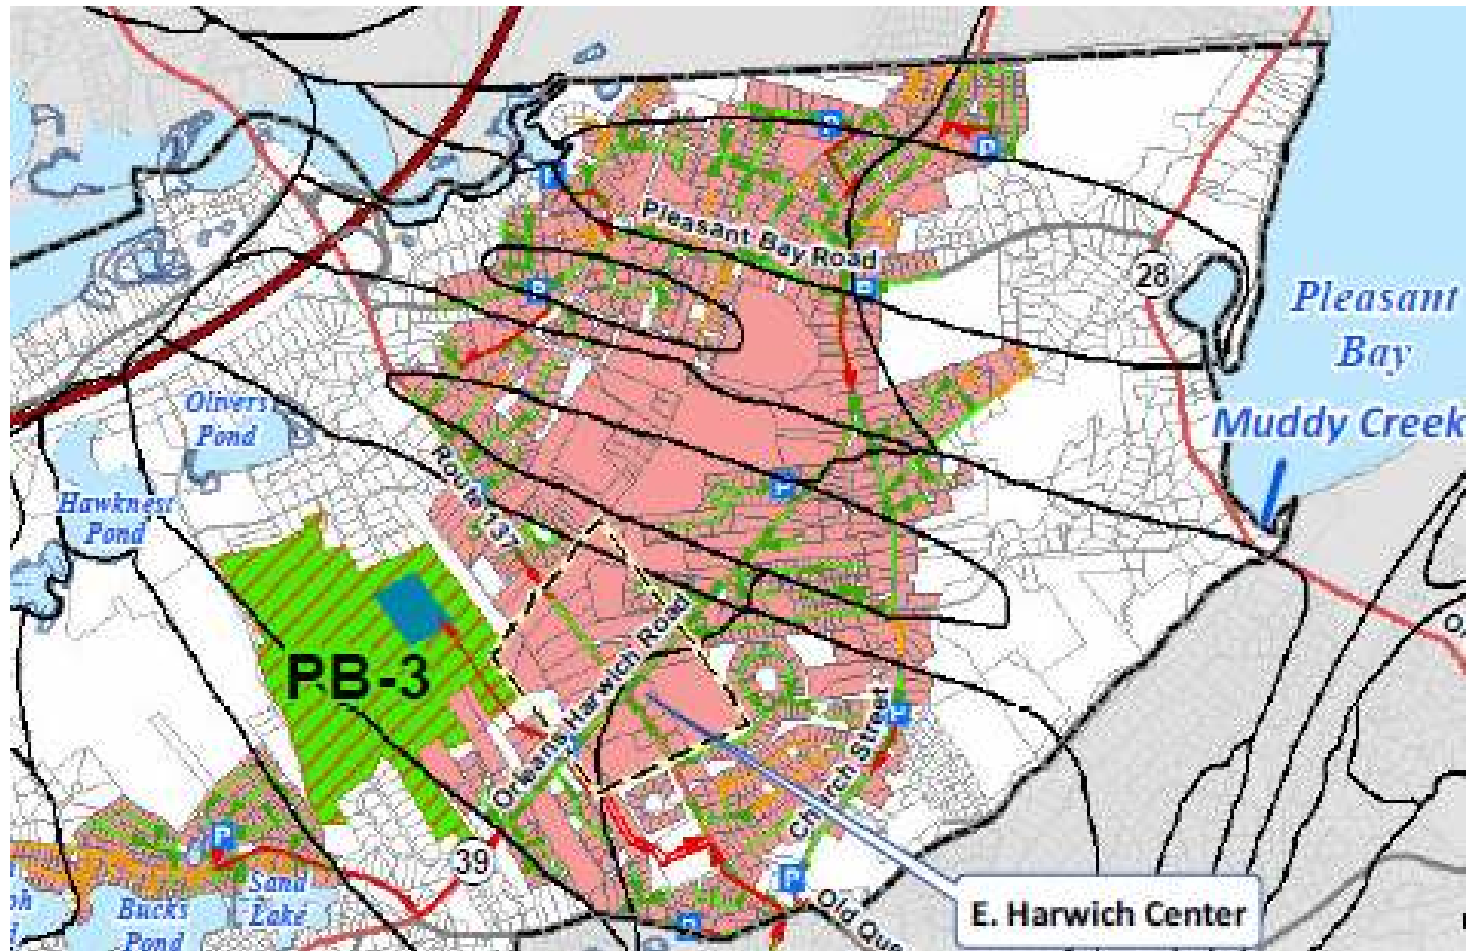 P
P
P
Pleasant Bay Road
P
P
28
Pleasant
Bay
Olivers
Pond
Muddy Creek
Route 137
P
Hawknest
Pond
PB-3
Orleans Harwich Road
Church Street
P
P
39
Sand
Lake
P
Bucks
Pond
Old Que
P
E. Harwich Center